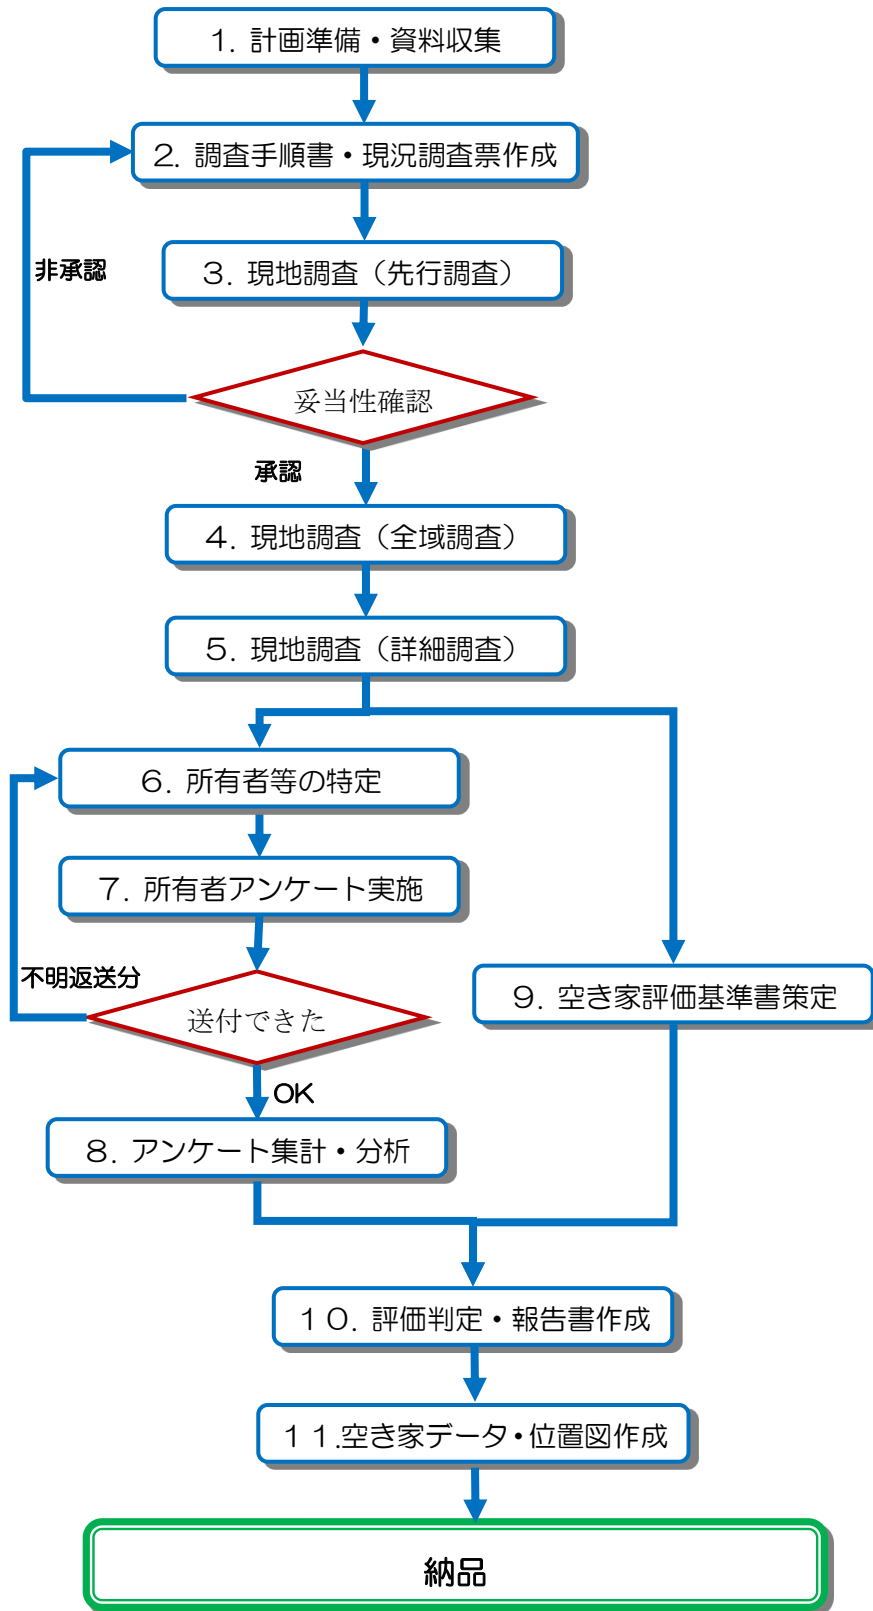 １．計画準備・資料収集
２．調査手順書・現況調査票作成
非承認
３．現地調査（先行調査）
妥当性確認
承認
４．現地調査（全域調査）
５．現地調査（詳細調査）
６．所有者等の特定
７．所有者アンケート実施
不明返送分
送付できた
９．空き家評価基準書策定
OK
８．アンケート集計・分析
１０．評価判定・報告書作成
１１.空き家データ・位置図作成
納品